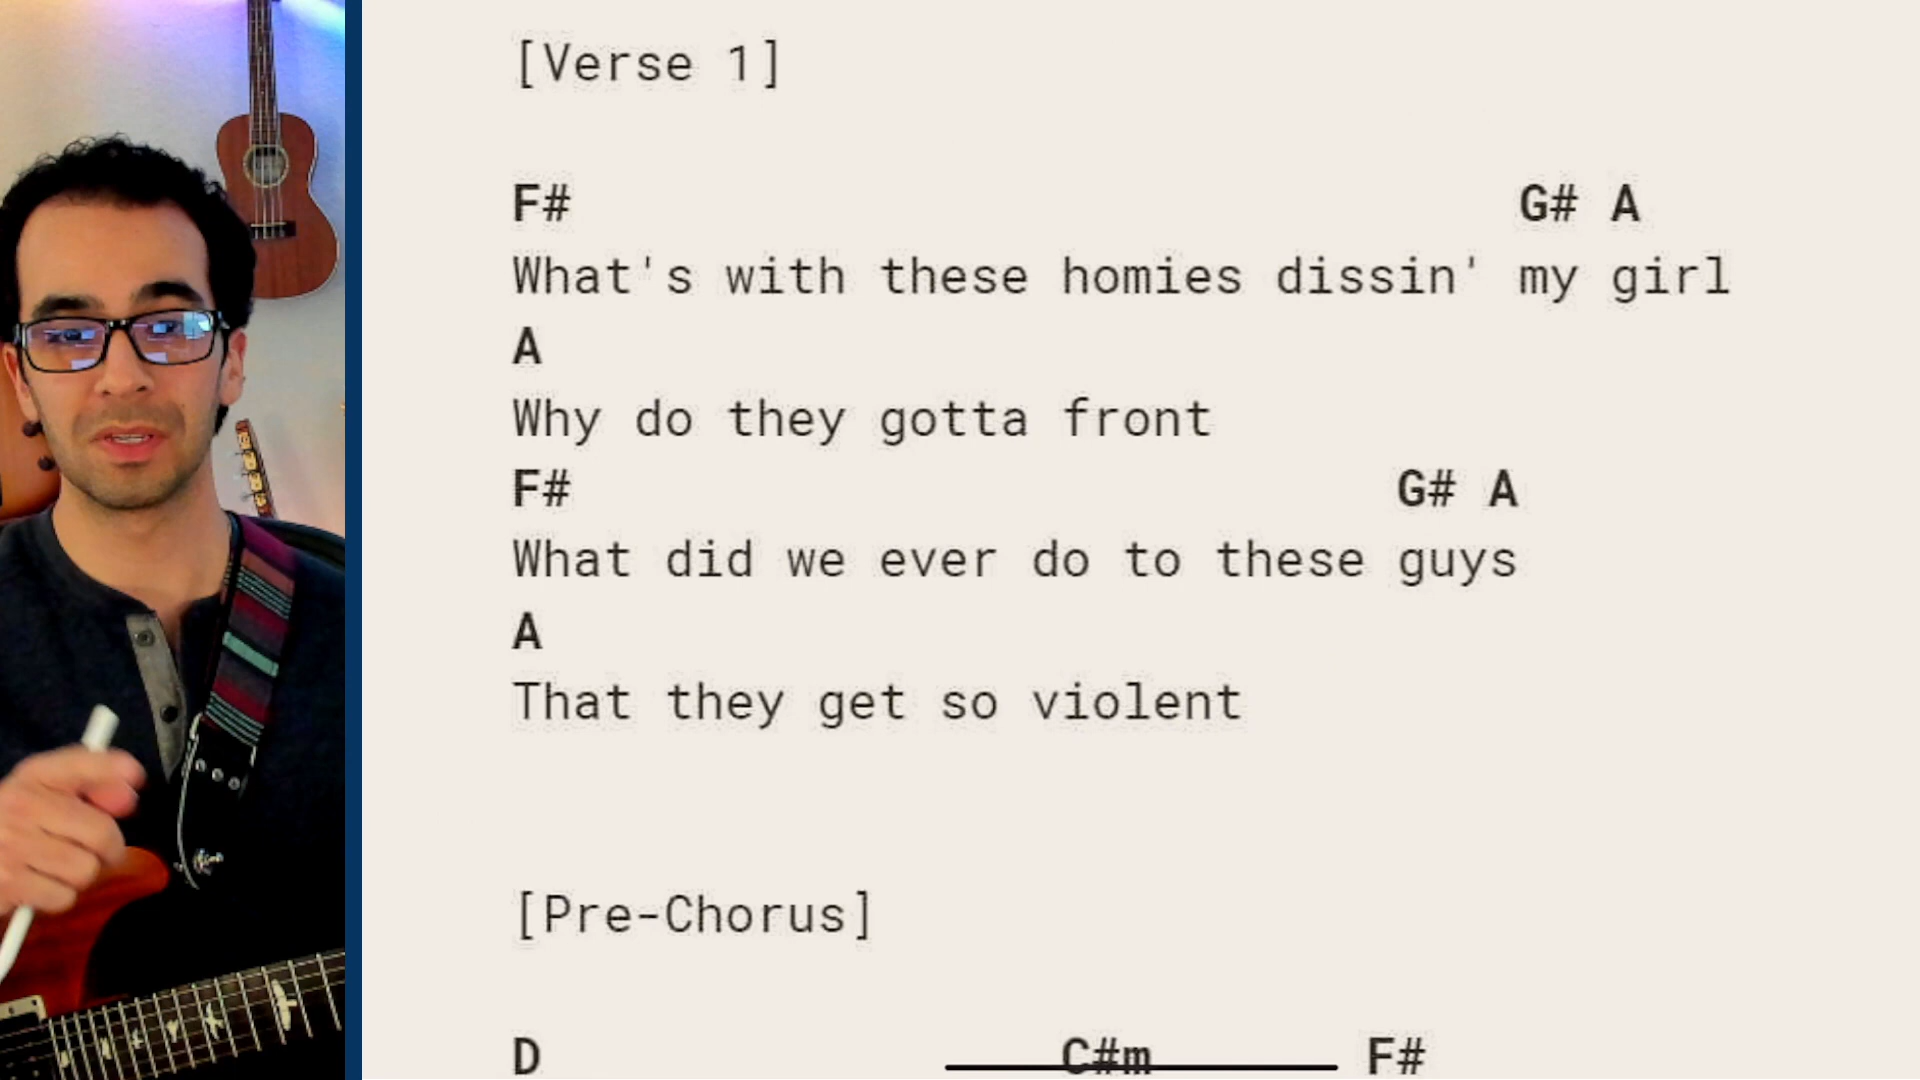 [Verse 1]
F# G# A
What's with these homies dissin' my girl
A
Why do they gotta front
F# G# A
What did we ever do to these guys
A
That they get so violent
[Pre-Chorus]
D C#m F#